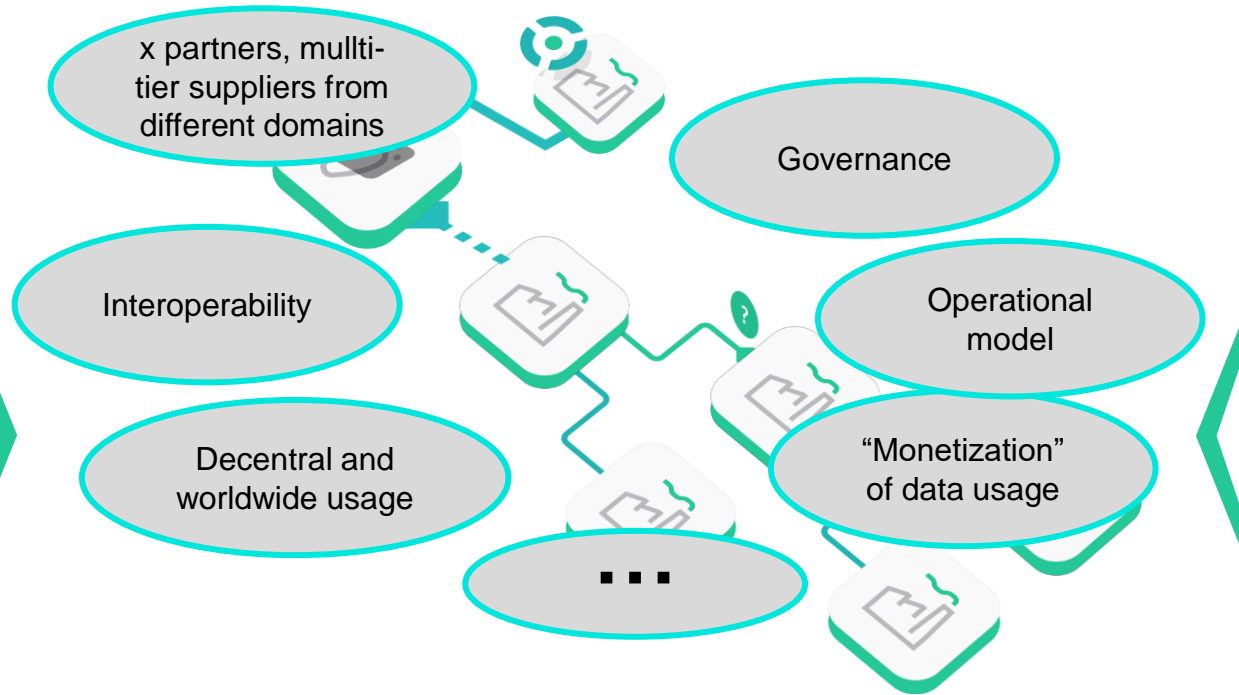 x partners, mullti-
tier suppliers from
different domains
Governance
Interoperability
?
Operational
model
Decentral and
worldwide usage
“Monetization”
of data usage
...